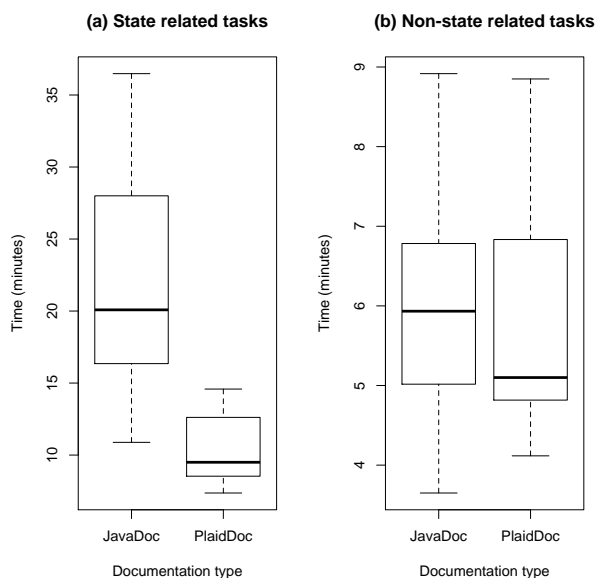 (a) State related tasks
Time (minutes)
35
30
25
20
15
10
JavaDoc PlaidDoc
Documentation type
(b) Non-state related tasks
Time (minutes)
9
8
7
6
5
4
JavaDoc PlaidDoc
Documentation type